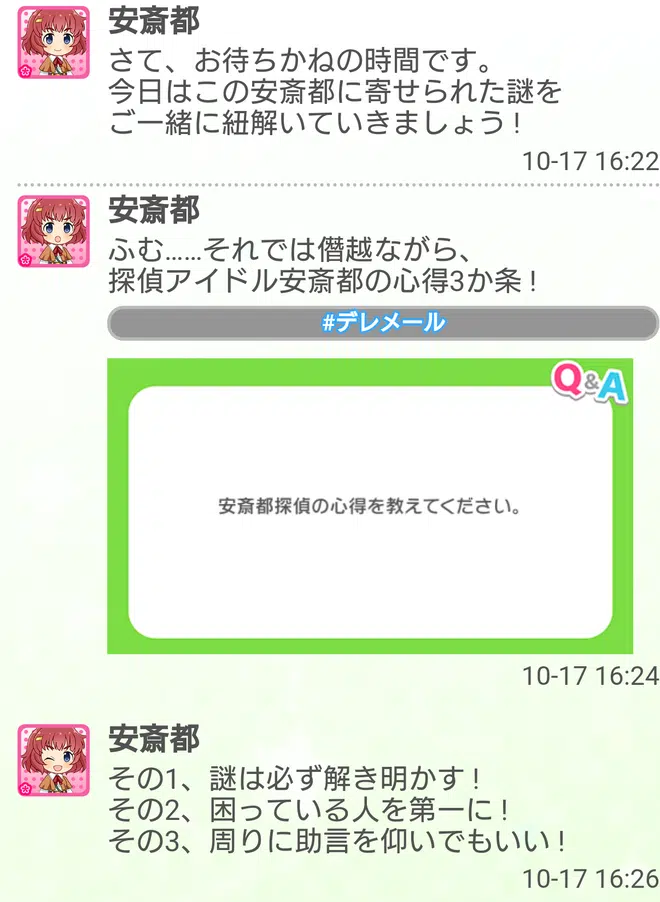 安斎都
さて、お待ちかねの時間です。
今日はこの安斎都に寄せられた謎を
ご一緒に紐解いていきましょう！
10-17 16:22
安斎都
ふむ……それでは僭越ながら、
探偵アイドル安斎都の心得3か条！
#デレメール
Q&A
安斎都探偵の心得を教えてください。
10-17 16:24
安斎都
その1、謎は必ず解き明かす！
その2、困っている人を第一に！
その3、周りに助言を仰いでもいい！
10-17 16:26